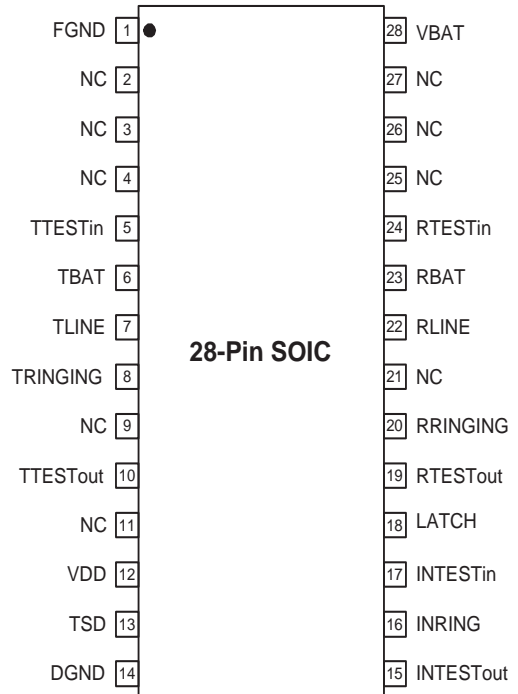 FGND 1 28 VBAT
NC 2 27 NC
NC 3 26 NC
NC 4 25 NC
TTESTin 5 24 RTESTin
TBAT 6 23 RBAT
TLINE 7 22 RLINE
28-Pin SOIC
TRINGING 8 21 NC
NC 9 20 RRINGING
TTESTout 10 19 RTESTout
NC 11 18 LATCH
VDD 12 17 INTESTin
TSD 13 16 INRING
DGND 14 15 INTESTout